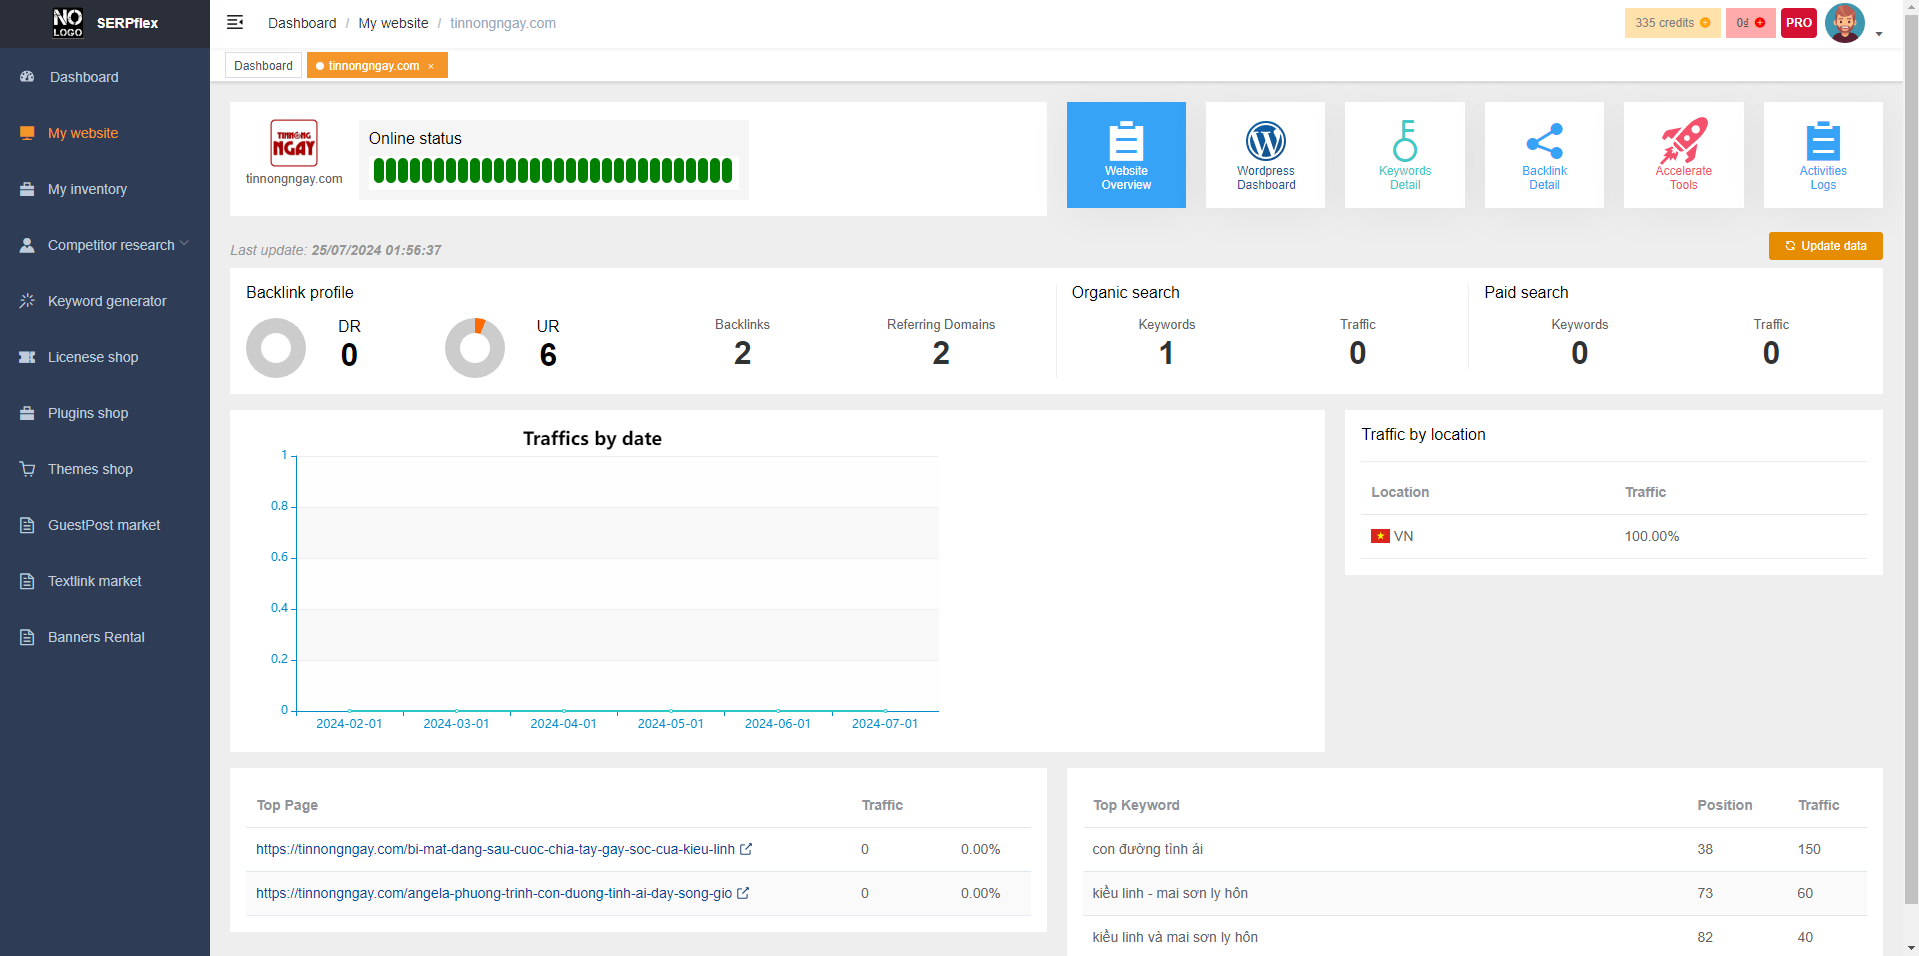 NO
LOGO
SERPflex
Dashboard / My website / tinnongngay.com
335 credits
0₫
PRO
Dashboard
tinnongngay.com ×
Dashboard
My website
My inventory
Competitor research
Keyword generator
Licenese shop
Plugins shop
Themes shop
GuestPost market
Textlink market
Banners Rental
TINNONG
NGAY
tinnongngay.com
Online status
Website
Overview
Wordpress
Dashboard
Keywords
Detail
Backlink
Detail
Accelerate
Tools
Activities
Logs
Last update: 25/07/2024 01:56:37
Update data
Backlink profile
DR
0
UR
6
Backlinks
2
Referring Domains
2
Organic search
Keywords
1
Traffic
0
Paid search
Keywords
0
Traffic
0
Traffics by date
1
0.8
0.6
0.4
0.2
0
2024-02-01 2024-03-01 2024-04-01 2024-05-01 2024-06-01 2024-07-01
Traffic by location
Location Traffic
VN 100.00%
Top Page Traffic
https://tinnongngay.com/bi-mat-dang-sau-cuoc-chia-tay-gay-soc-cua-kieu-linh 0 0.00%
https://tinnongngay.com/angela-phuong-trinh-con-duong-tinh-ai-day-song-gio 0 0.00%
Top Keyword Position Traffic
con đường tình ái 38 150
kiều linh - mai sơn ly hôn 73 60
kiều linh và mai sơn ly hôn 82 40